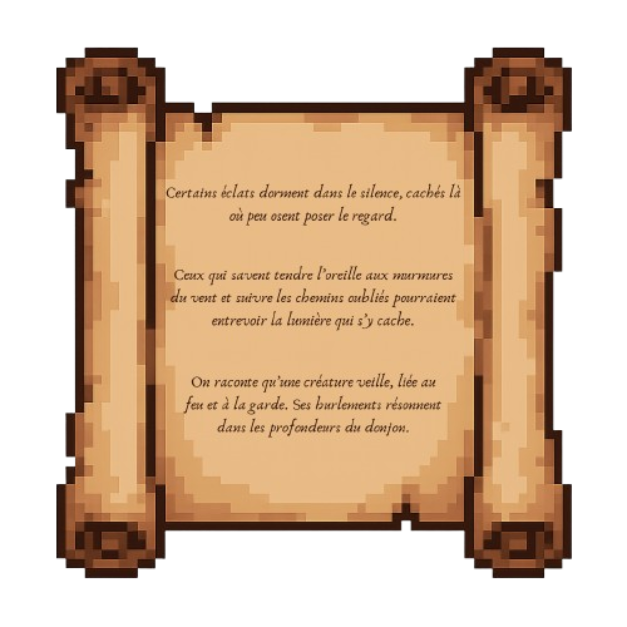 Certains éclats dorment dans le silence, cachés là
où peu osent poser le regard.
Ceux qui savent tendre l'oreille aux murmures
du vent et suivre les chemins oubliés pourraient
entrevoir la lumière qui s'y cache.
On raconte qu'une créature veille, liée au
feu et à la garde. Ses hurlements résonnent
dans les profondeurs du donjon.